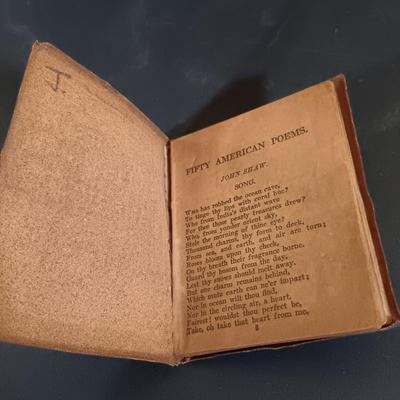 J.
FIFTY AMERICAN POEMS.
JOHN SHAW.
SONG.
WHO has robbed the ocean cave,
To tinge thy lips with coral hue?
Who from India's distant wave
For thee those pearly treasures drew?
Who, from yonder orient sky,
Stole the morning of thine eye?
Thousand charms, thy form to deck,
From sea, and earth, and air are torn;
Roses bloom upon thy cheek,
On thy breath their fragrance borne.
Guard thy bosom from the day,
Lest thy snows should melt away.
But one charm remains behind,
Which mute earth can ne'er impart;
Nor in ocean wilt thou find,
Nor in the circling air, a heart.
Fairest! wouldst thou perfect be,
Take, oh take that heart from me.